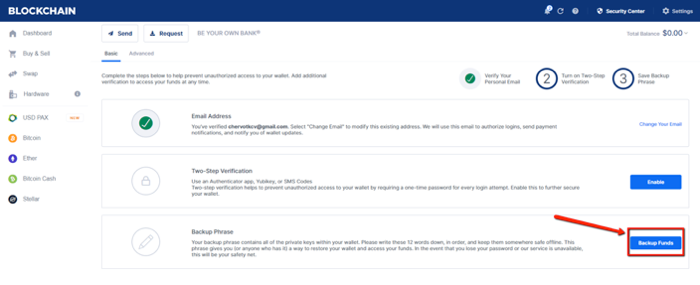 BLOCKCHAIN
2
Security Center
Settings
Dashboard
Buy & Sell
Swap
Hardware
USD PAX NEW
Bitcoin
Ether
Bitcoin Cash
Stellar
Send
Request
BE YOUR OWN BANK®
Total Balance $0.00
Basic
Advanced
Complete the steps below to help prevent unauthorized access to your wallet. Add additional
verification to access your funds at any time.
Verify Your
Personal Email
2
Turn on Two-Step
Verification
3
Save Backup
Phrase
Email Address
You've verified shervotkcv@gmail.com. Select "Change Email" to modify this existing address. We will use this email to authorize logins, send payment
notifications, and notify you of wallet updates.
Change Your Email
Two-Step Verification
Use an Authenticator app, Yubikey, or SMS Codes
Two-step verification helps to prevent unauthorized access to your wallet by requiring a one-time password for every login attempt. Enable this to further secure
your wallet.
Enable
Backup Phrase
Your backup phrase contains all of the private keys within your wallet. Please write these 12 words down, in order, and keep them somewhere safe offline. This
phrase gives you (or anyone who has it) a way to restore your wallet and access your funds. In the event that you lose your password or our service is unavailable,
this will be your safety net.
Backup Funds